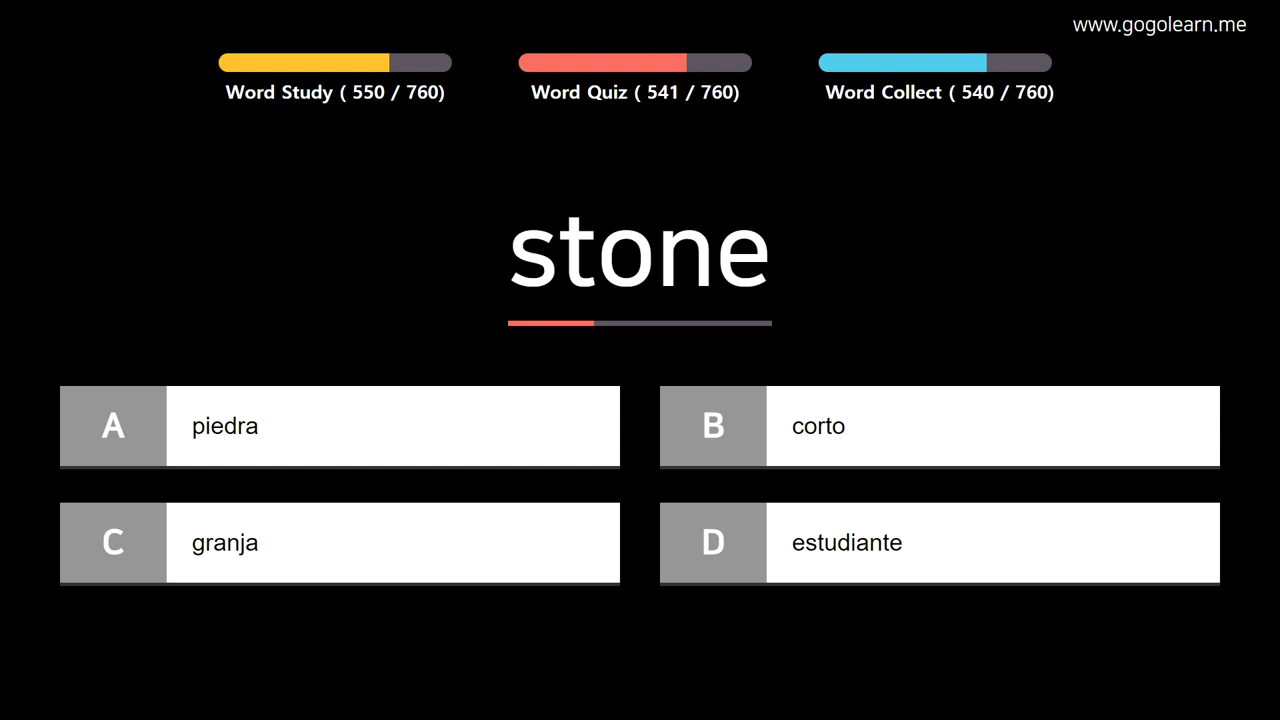 www.gogolearn.me
Word Study ( 550 / 760)
Word Quiz ( 541 / 760)
Word Collect ( 540 / 760)
stone
A piedra
B corto
C granja
D estudiante